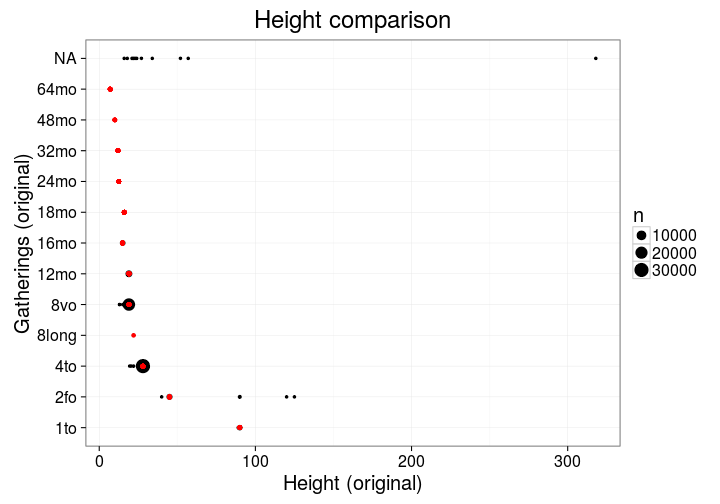 Height comparison
Gatherings (original)
NA
64mo
48mo
32mo
24mo
18mo
16mo
12mo
8vo
8long
4to
2fo
1to
0 100 200 300
Height (original)
n
10000
20000
30000